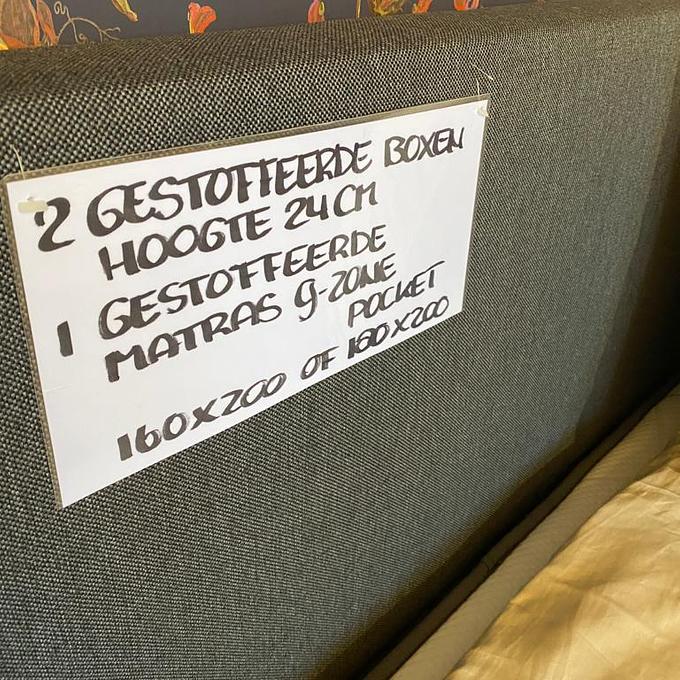 2 GESTOFFEERDE BOXEN
HOOGTE 24 CM
1 GESTOFFEERDE
MATRAS 9-ZONE
POCKET
160X200 OF 180X200